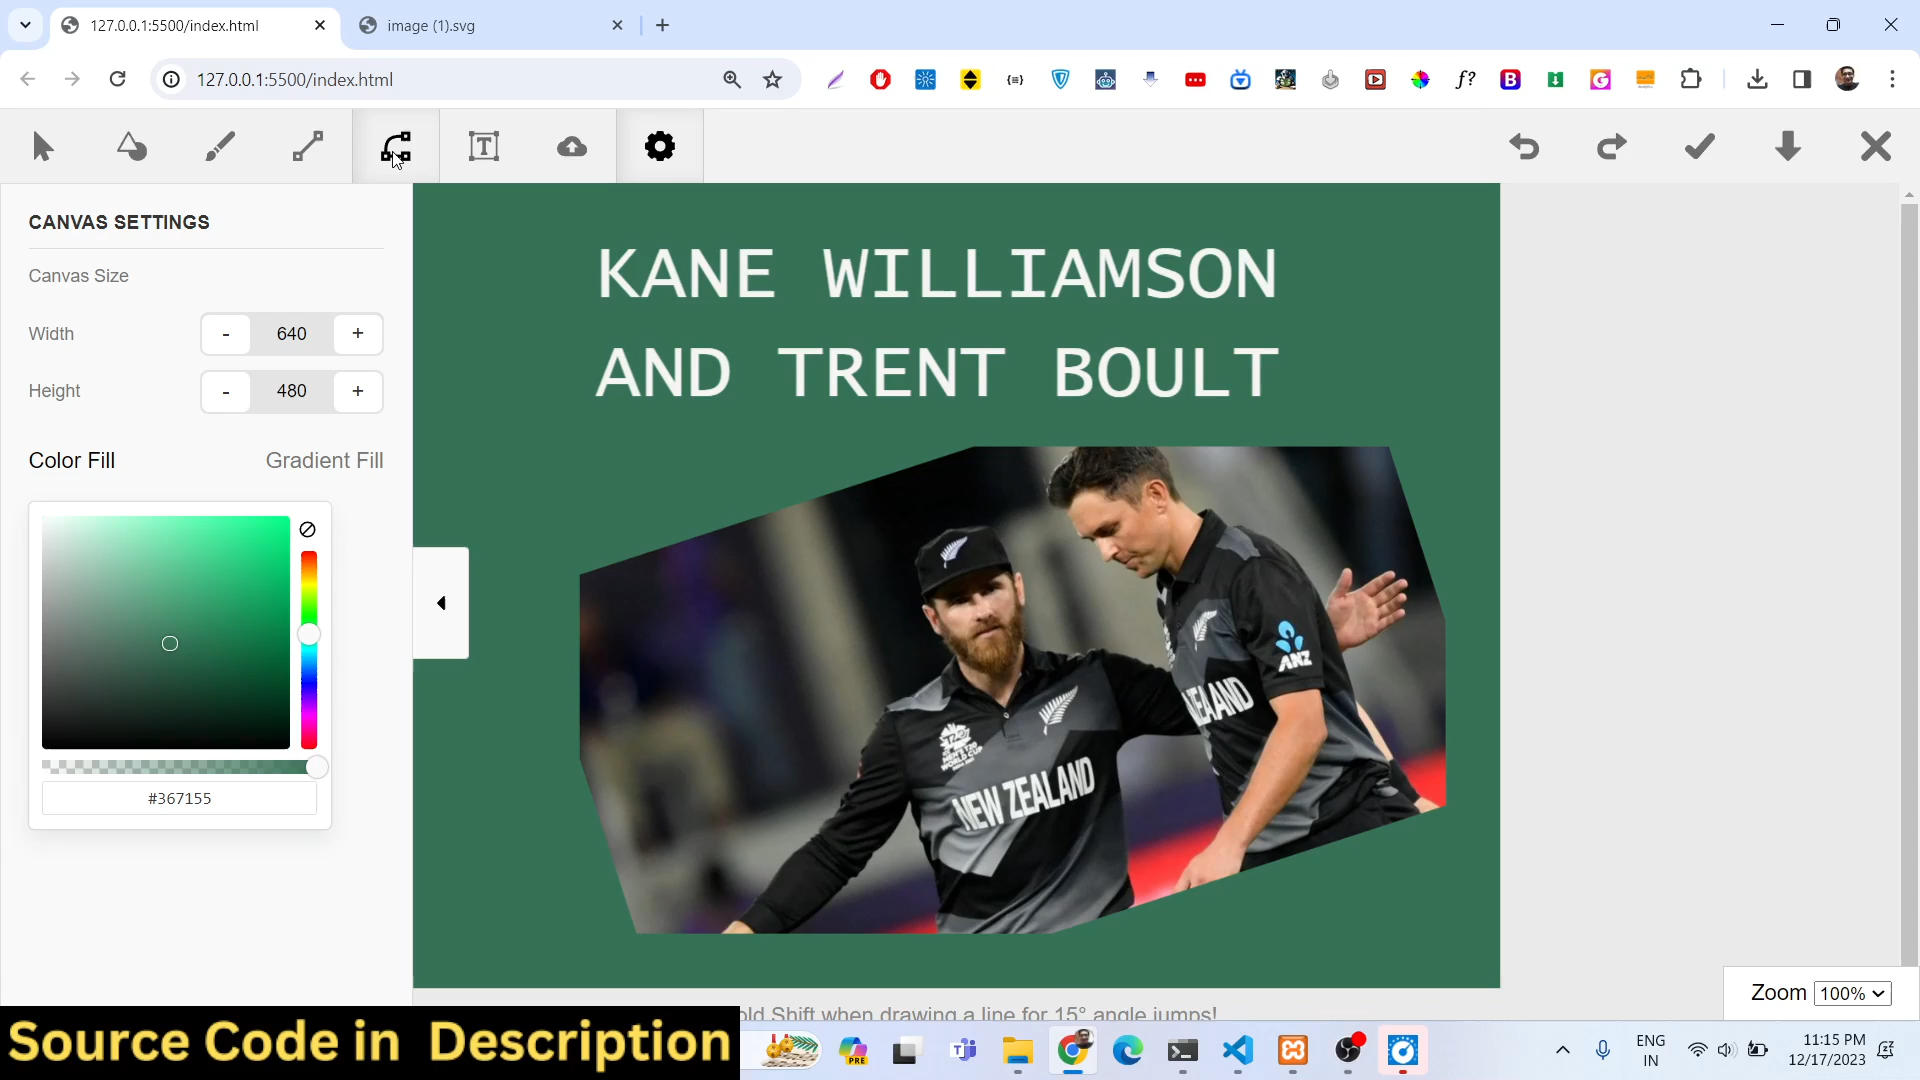 127.0.0.1:5500/index.html
image (1).svg
127.0.0.1:5500/index.html
CANVAS SETTINGS
Canvas Size
Width
-
640
+
Height
-
480
+
Color Fill
Gradient Fill
#367155
KANE WILLIAMSON
AND TRENT BOULT
ANZ
NEW ZEALAND
old Shift when drawing a line for 15° angle jumps!
Zoom 100%
Source Code in Description
PRE
ENG
IN
11:15 PM
12/17/2023